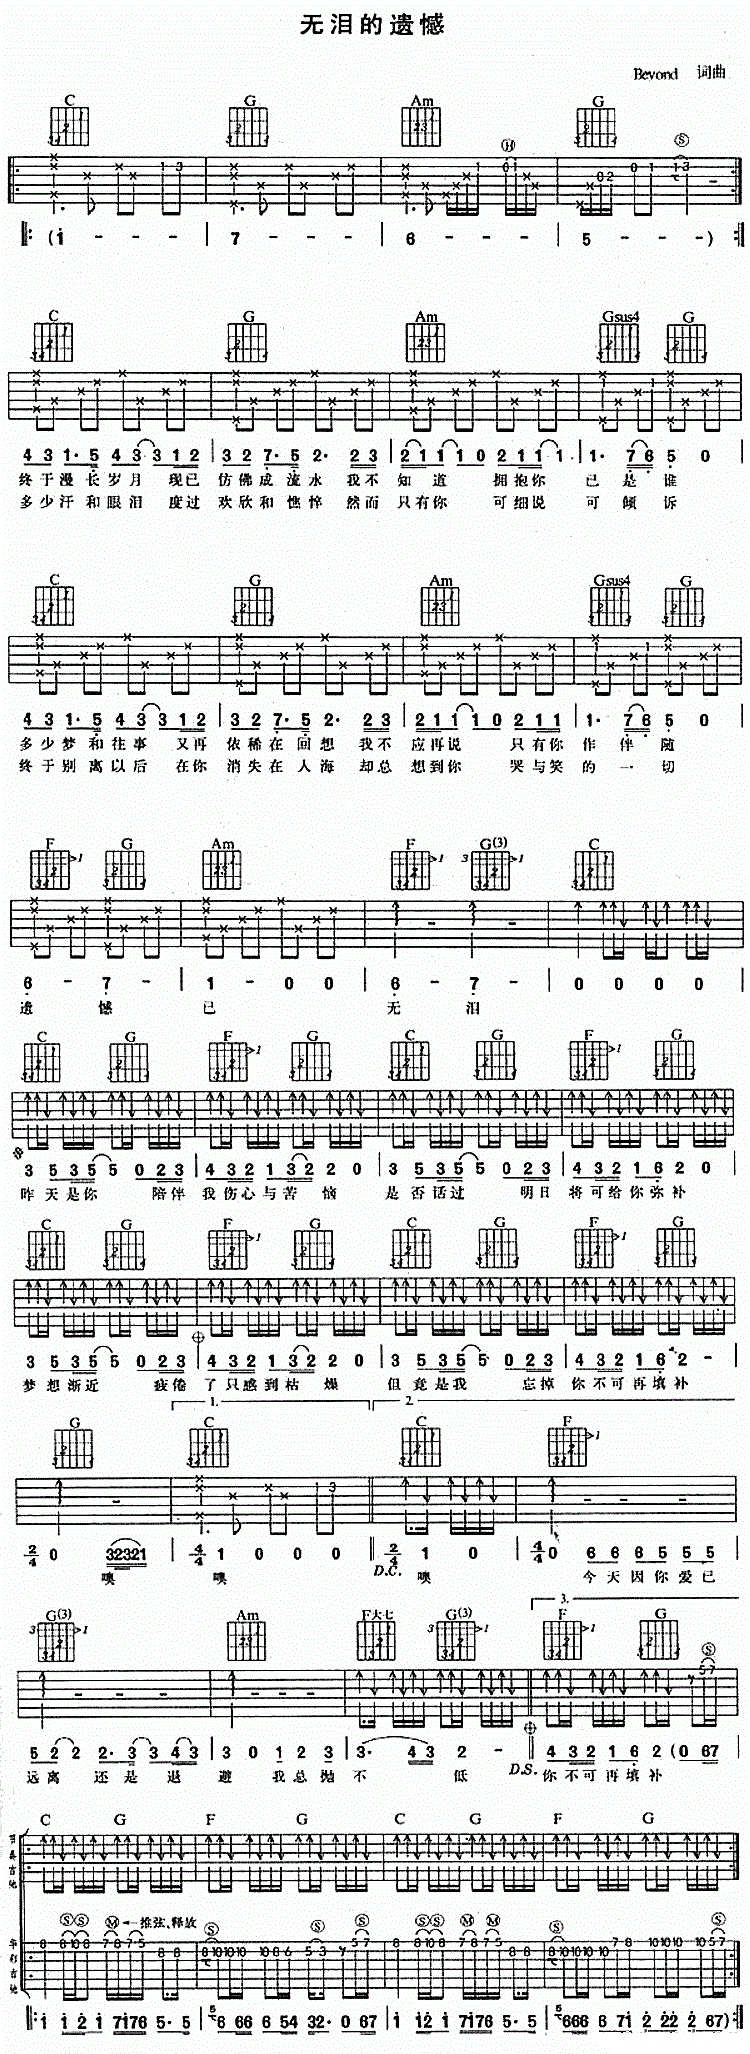 无泪的遗憾
Beyond 词曲
C G Am G
H S
1 3 0 2 0 1 0 1 1 3
(1 - - - | 7 - - - | 6 - - - | 5 - - - )
C G Am Gsus4 G
4 3 1· 5 4 3 3 1 2 | 3 2 7· 5 2· 2 3 | 2 1 1 1 0 2 1 1 1 | 1· 7 6 5 0
终于漫长岁月 现已 仿佛成流水 我不 知道 拥抱你 已是谁
多少汗和眼泪 度过 欢欣和憔悴 然而 只有你 可细说 可倾诉
C G Am Gsus4 G
4 3 1· 5 4 3 3 1 2 | 3 2 7· 5 2· 2 3 | 2 1 1 1 0 2 1 1 | 1· 7 6 5 0
多少梦和往事 又再 依稀在回想 我不 应再说 只有你 作伴随
终于别离以后 在你 消失在人海 却总 想到你 哭与笑 的一切
F G Am F G(3) C
6 - 7 - | 1 - 0 0 | 6 - 7 - | 0 0 0 0
遗憾 已 无泪
C G F G C G F G
3 5 3 5 5 0 2 3 | 4 3 2 1 3 2 2 0 | 3 5 3 5 5 0 2 3 | 4 3 2 1 6 2 0
昨天是你 陪伴 我伤心与苦恼 是否话过 明日 将可给你弥补
C G F G C G F G
3 5 3 5 5 0 2 3 | 4 3 2 1 3 2 2 0 | 3 5 3 5 5 0 2 3 | 4 3 2 1 6 2 -
梦想渐近 疲倦 了只感到枯燥 但竟是我 忘掉 你不可再填补
1. 2.
G C C F
2/4 0 32321 | 4/4 1 0 0 0 | 2/4 1 0 | 4/4 0 6 6 6 5 5 5
噢 噢 D.C. 噢 今天因你爱已
3.
G(3) Am F大七 G(3) F G
5 2 2 2· 3 3 4 3 | 3 0 1 2 3 | 3· 4 3 2 - | 4 3 2 1 6 2 (0 67
远离 还是退 避 我总抛 不低 D.S. 你不可再填补
C G F G C G F G
推弦、释放
1 1 2 1 7176 5· 5 | 6 66 6 54 32· 0 67 | 1 12 1 7176 5· 5 | 666 6 71 2 22 2 67)